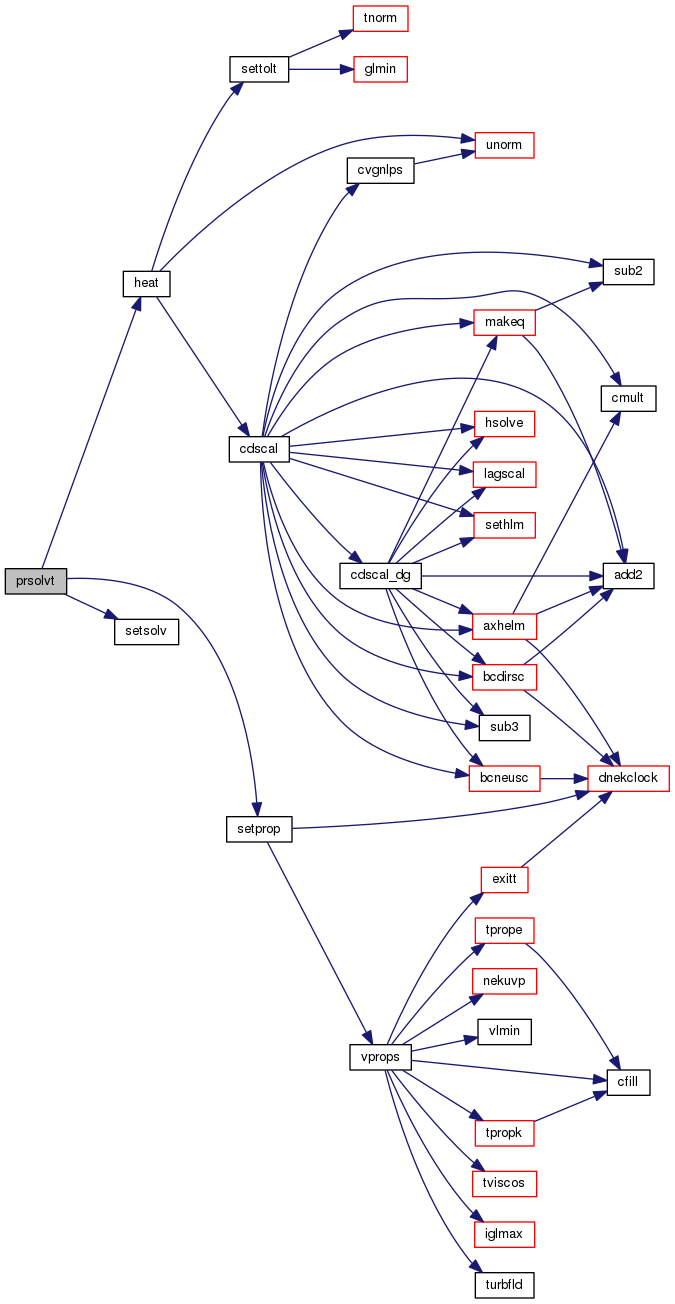 tnorm
settolt
glmin
unorm
cvgnlps
sub2
heat
makeq
cmult
hsolve
cdscal
lagscal
sethlm
cdscal_dg
add2
prsolvt
axhelm
setsolv
bcdirsc
sub3
bcneusc
dnekclock
setprop
exitt
tprope
nekuvp
vlmin
vprops
cfill
tpropk
tviscos
iglmax
turbfld